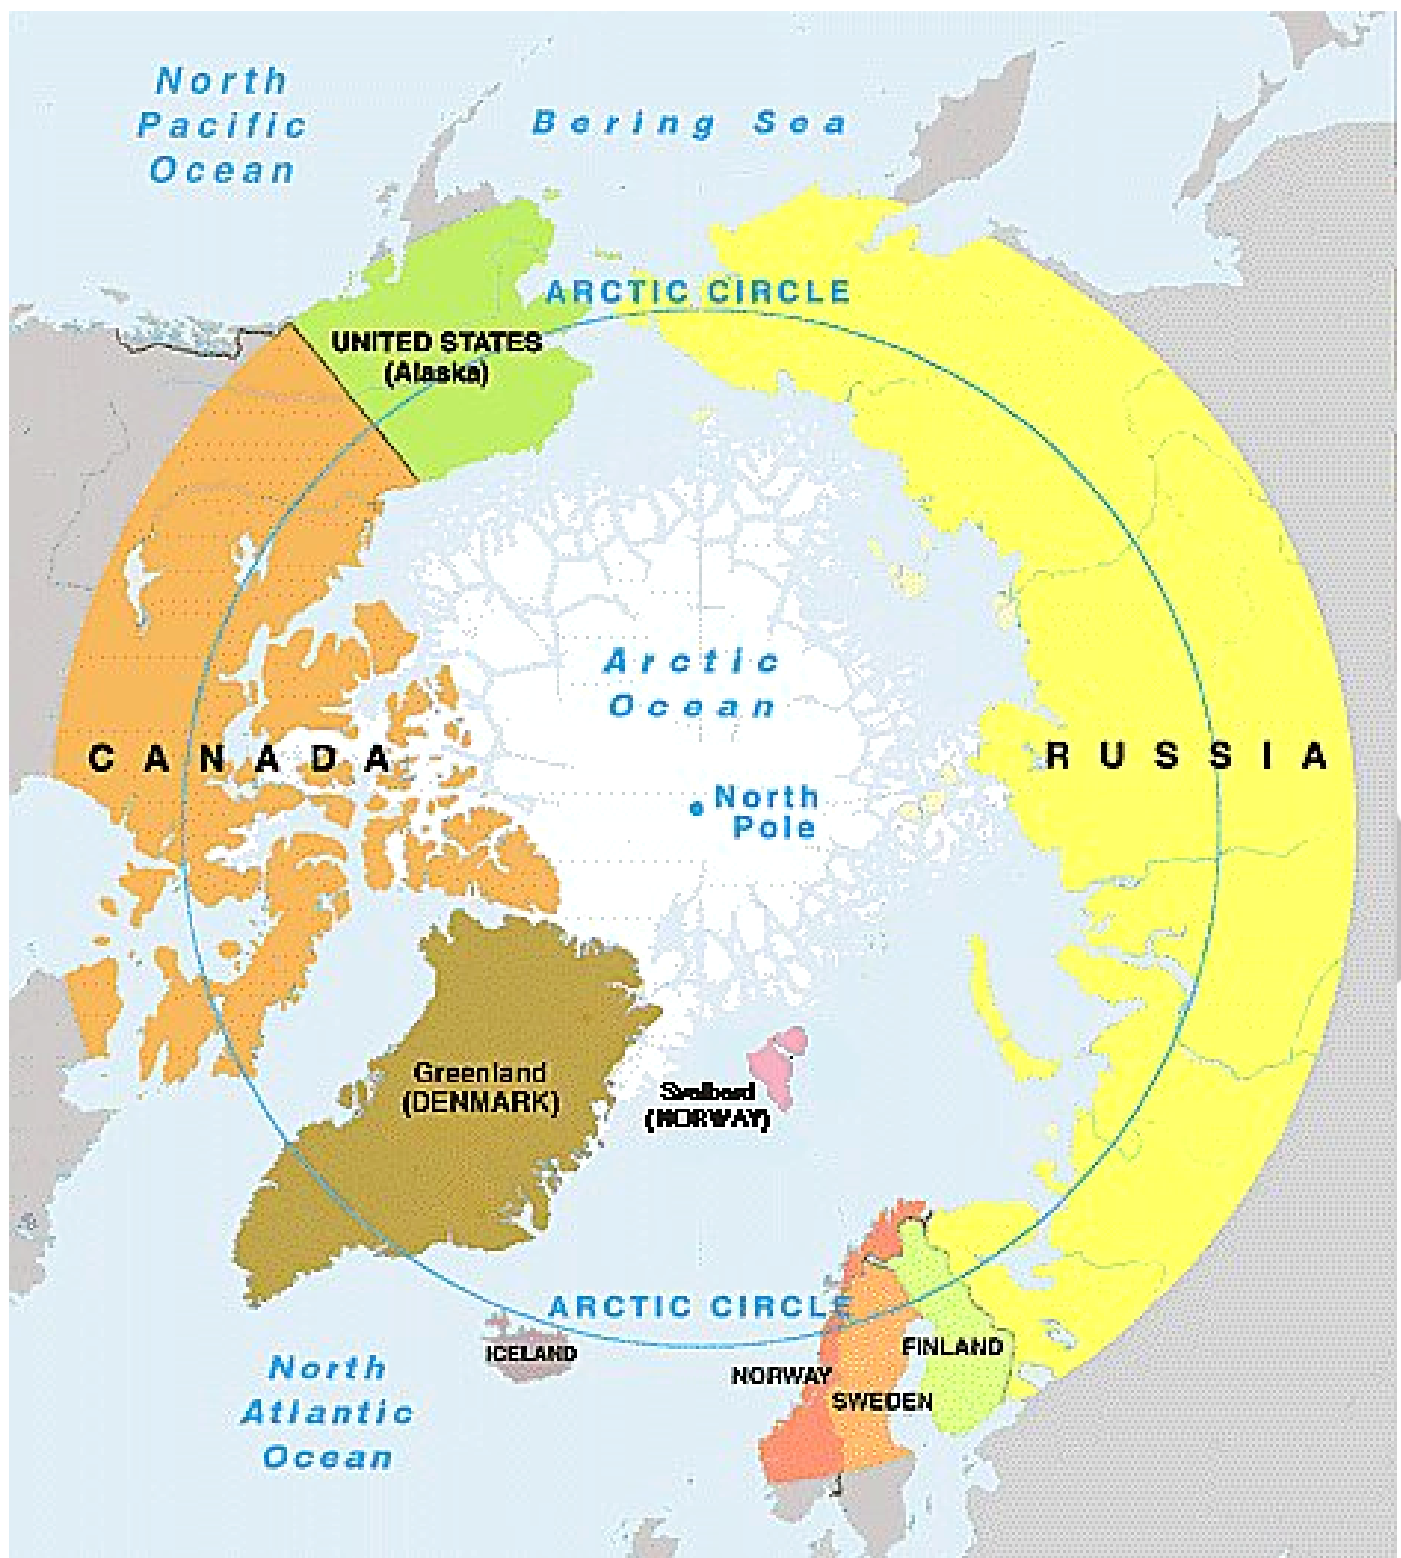 North
Pacific
Ocean
Bering Sea
ARCTIC CIRCLE
UNITED STATES
(Alaska)
Arctic
Ocean
CANADA
RUSSIA
North
Pole
Greenland
(DENMARK)
Svalbard
(NORWAY)
ARCTIC CIRCLE
ICELAND
FINLAND
NORWAY
SWEDEN
North
Atlantic
Ocean